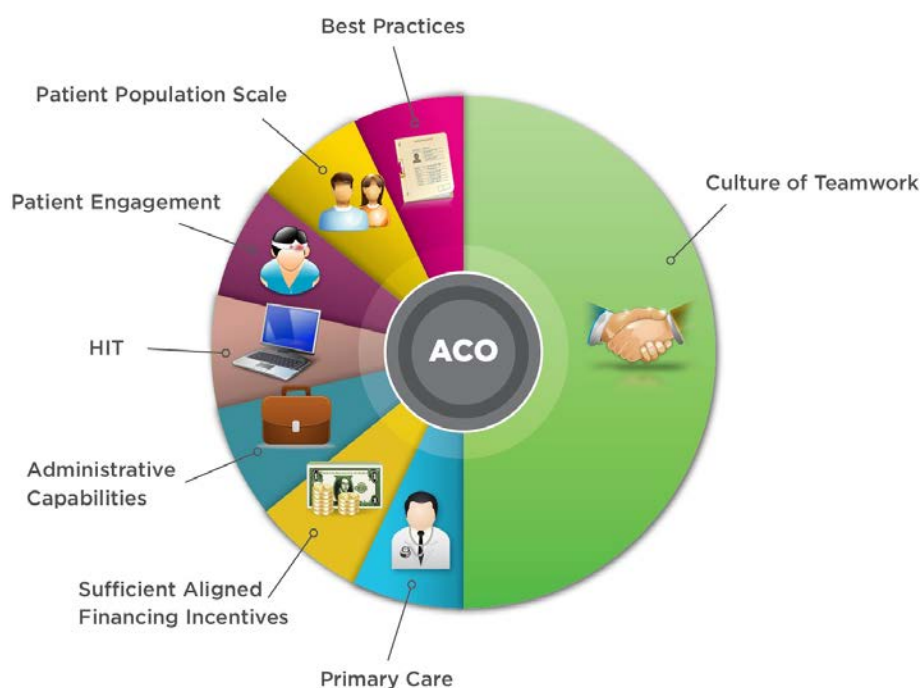 Best Practices
Patient Population Scale
Culture of Teamwork
Patient Engagement
HIT
ACO
Administrative
Capabilities
Sufficient Aligned
Financing Incentives
Primary Care